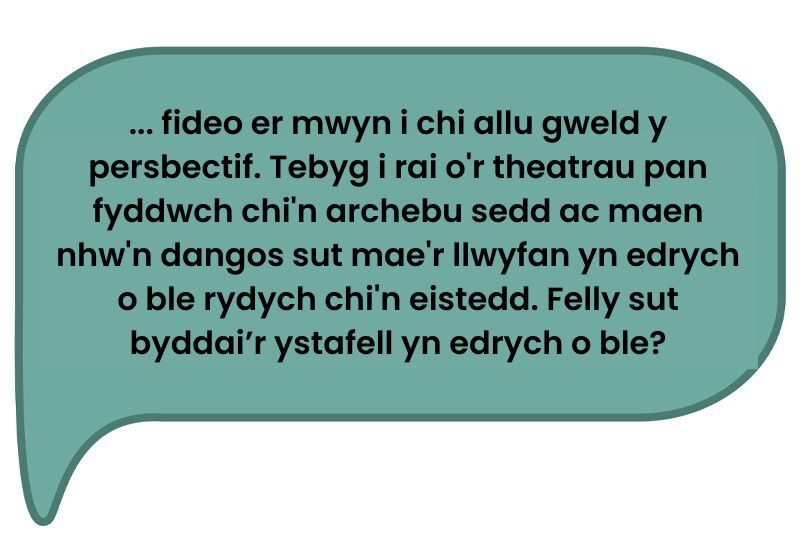 ... fideo er mwyn i chi allu gweld y
persbectif. Tebyg i rai o'r theatrau pan
fyddwch chi'n archebu sedd ac maen
nhw'n dangos sut mae'r llwyfan yn edrych
o ble rydych chi'n eistedd. Felly sut
byddai’r ystafell yn edrych o ble?